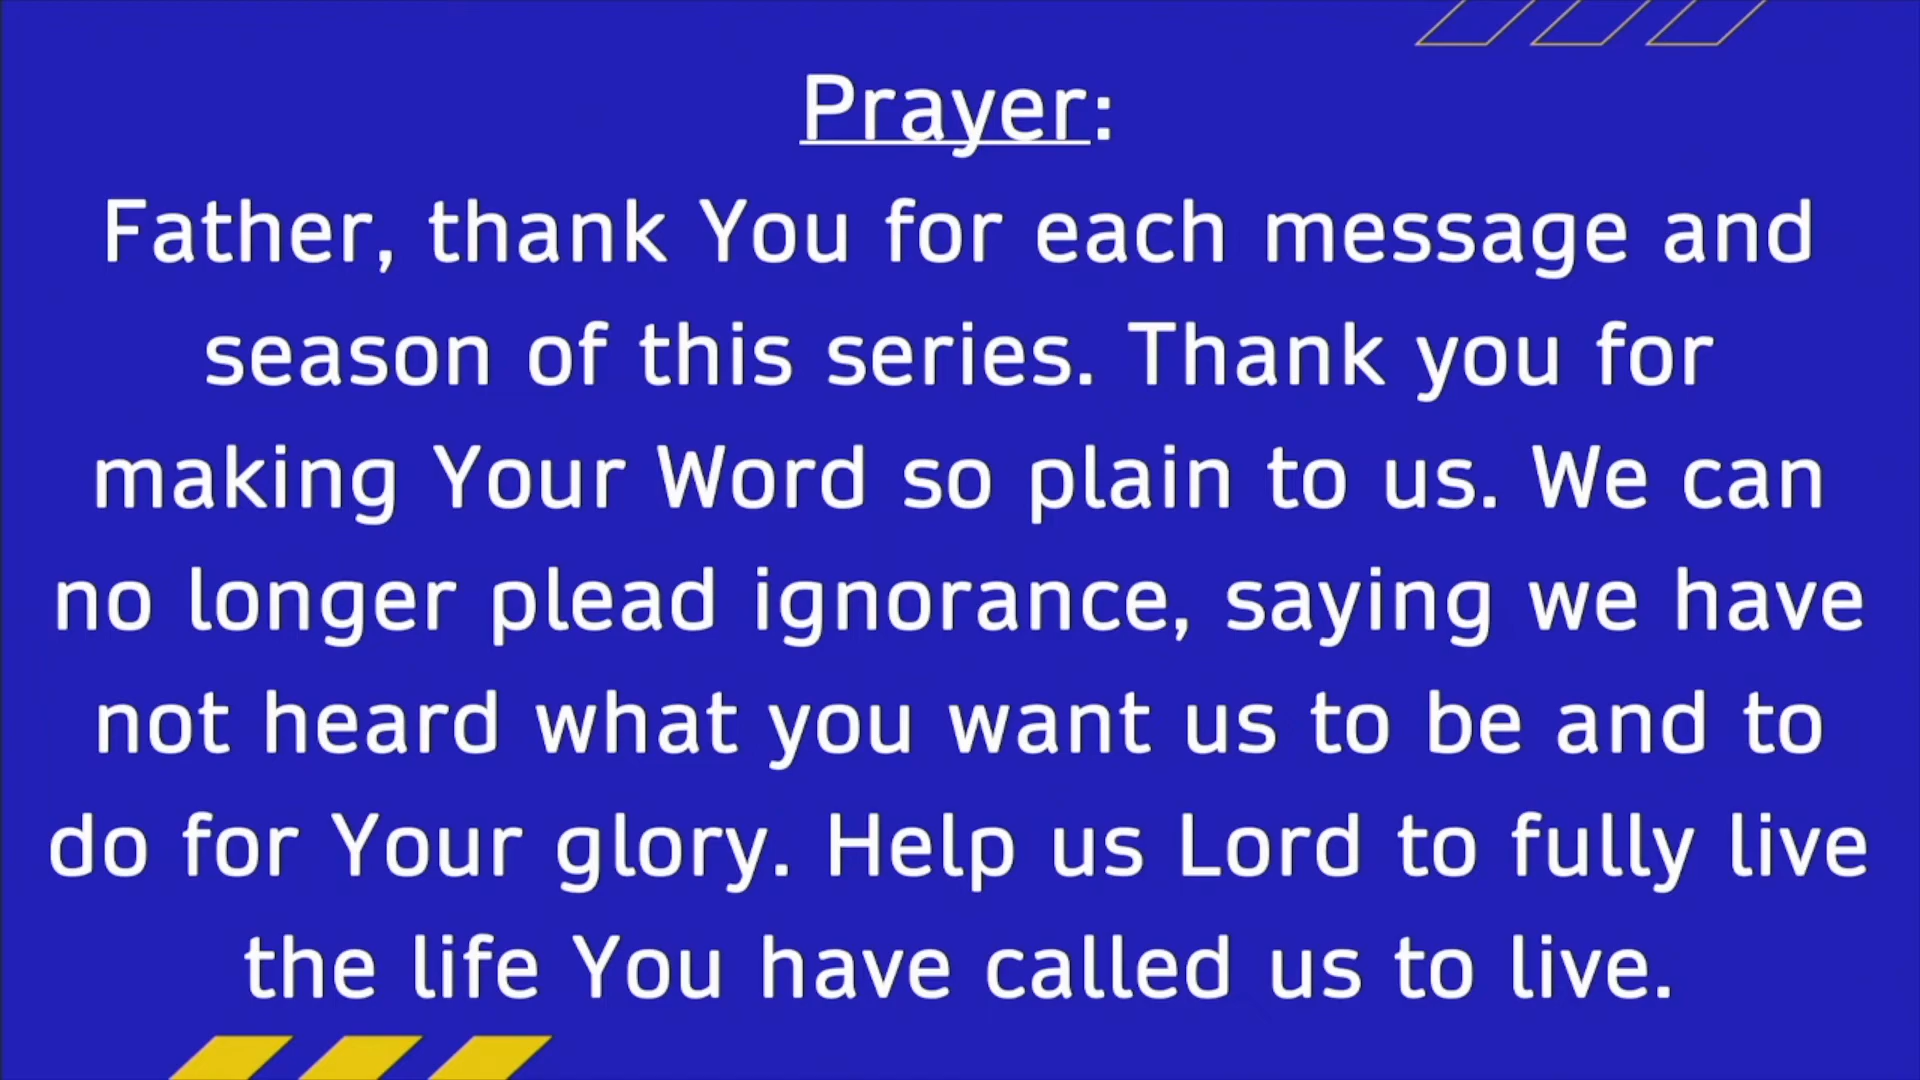 Prayer:
Father, thank You for each message and
season of this series. Thank you for
making Your Word so plain to us. We can
no longer plead ignorance, saying we have
not heard what you want us to be and to
do for Your glory. Help us Lord to fully live
the life You have called us to live.